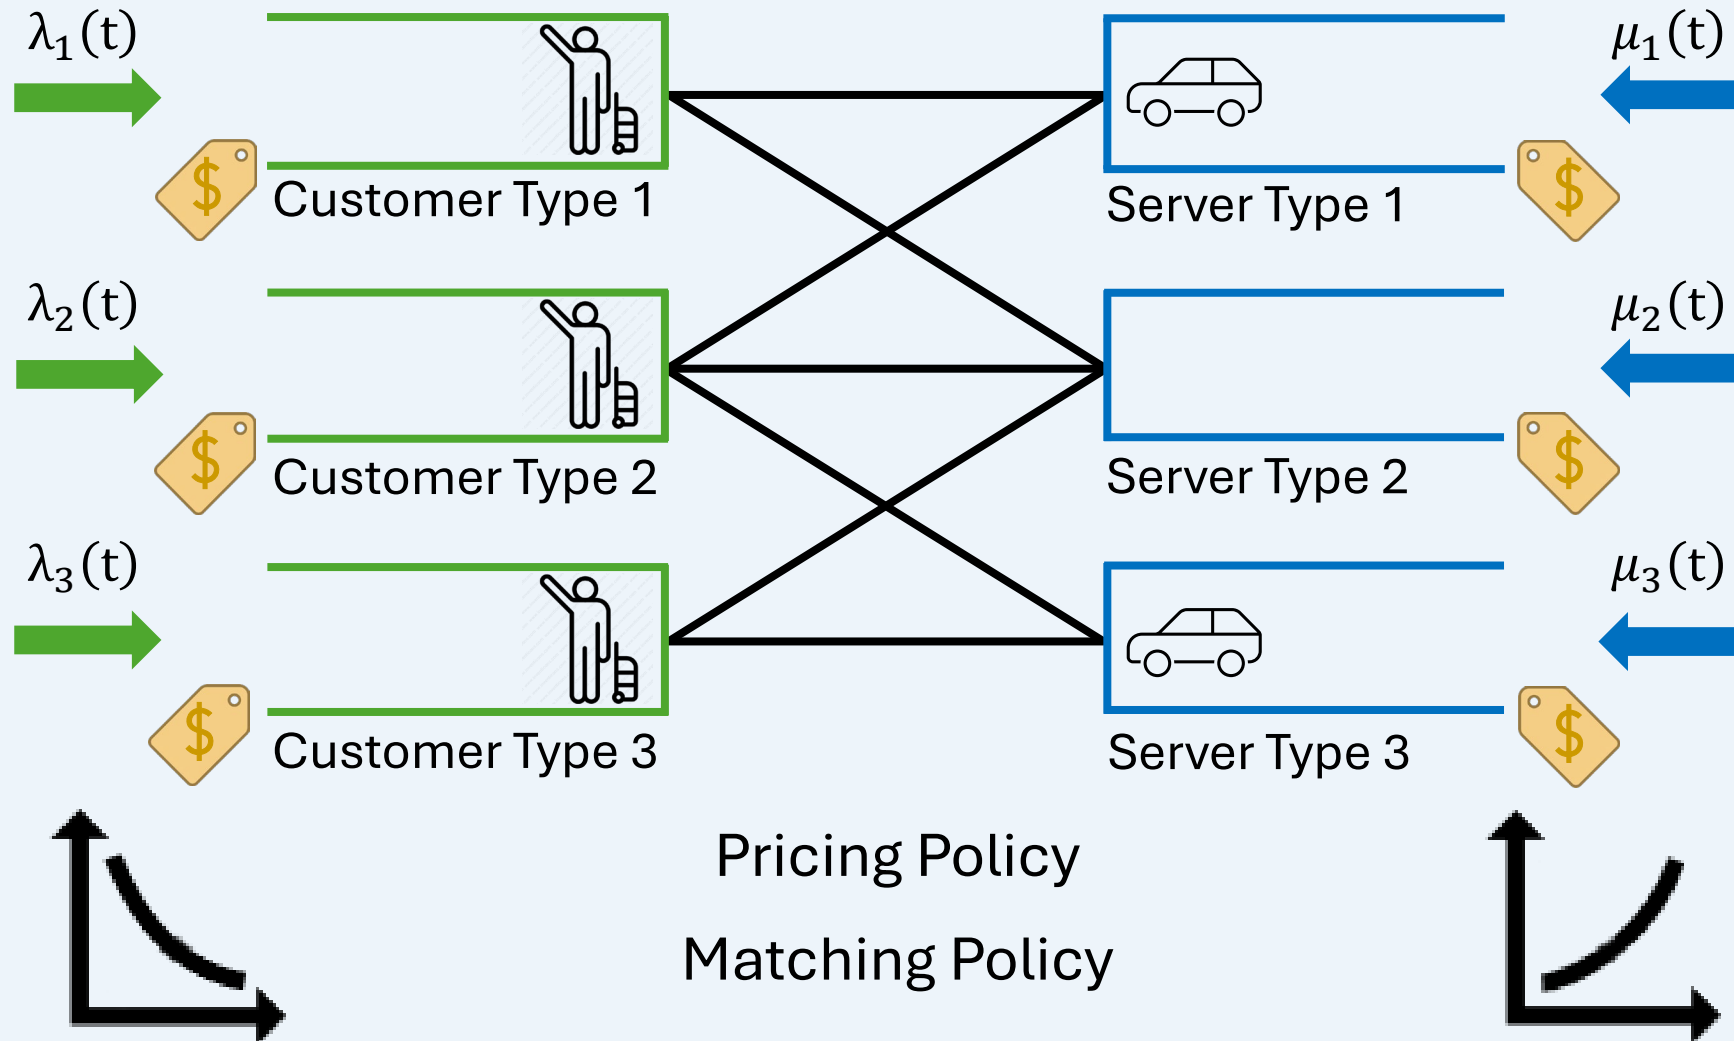 λ₁(t)
μ₁(t)
$
Customer Type 1
Server Type 1
$
λ₂(t)
μ₂(t)
$
Customer Type 2
Server Type 2
$
λ₃(t)
μ₃(t)
$
Customer Type 3
Server Type 3
$
Pricing Policy
Matching Policy